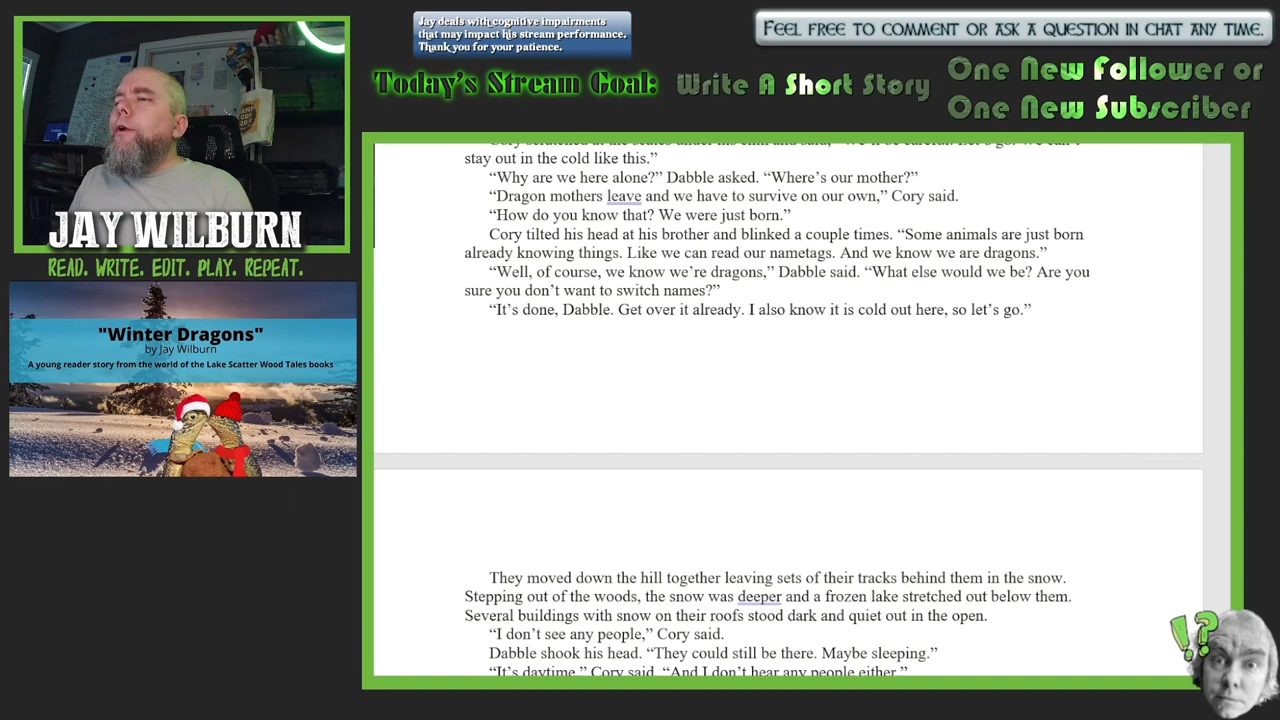 Jay deals with cognitive impairments
that may impact his stream performance.
Thank you for your patience.
Feel free to comment or ask a question in chat any time.
Today's Stream Goal:
Write A Short Story
One New Follower or
One New Subscriber
JAY WILBURN
READ. WRITE. EDIT. PLAY. REPEAT.
"Winter Dragons"
by Jay Wilburn
A young reader story from the world of the Lake Scatter Wood Tales books
stay out in the cold like this.”
“Why are we here alone?” Dabble asked. “Where’s our mother?”
“Dragon mothers leave and we have to survive on our own,” Cory said.
“How do you know that? We were just born.”
Cory tilted his head at his brother and blinked a couple times. “Some animals are just born
already knowing things. Like we can read our nametags. And we know we are dragons.”
“Well, of course, we know we’re dragons,” Dabble said. “What else would we be? Are you
sure you don’t want to switch names?”
“It’s done, Dabble. Get over it already. I also know it is cold out here, so let’s go.”
They moved down the hill together leaving sets of their tracks behind them in the snow.
Stepping out of the woods, the snow was deeper and a frozen lake stretched out below them.
Several buildings with snow on their roofs stood dark and quiet out in the open.
“I don’t see any people,” Cory said.
Dabble shook his head. “They could still be there. Maybe sleeping.”
“It’s daytime,” Cory said. “And I don’t hear any people either.”
!?